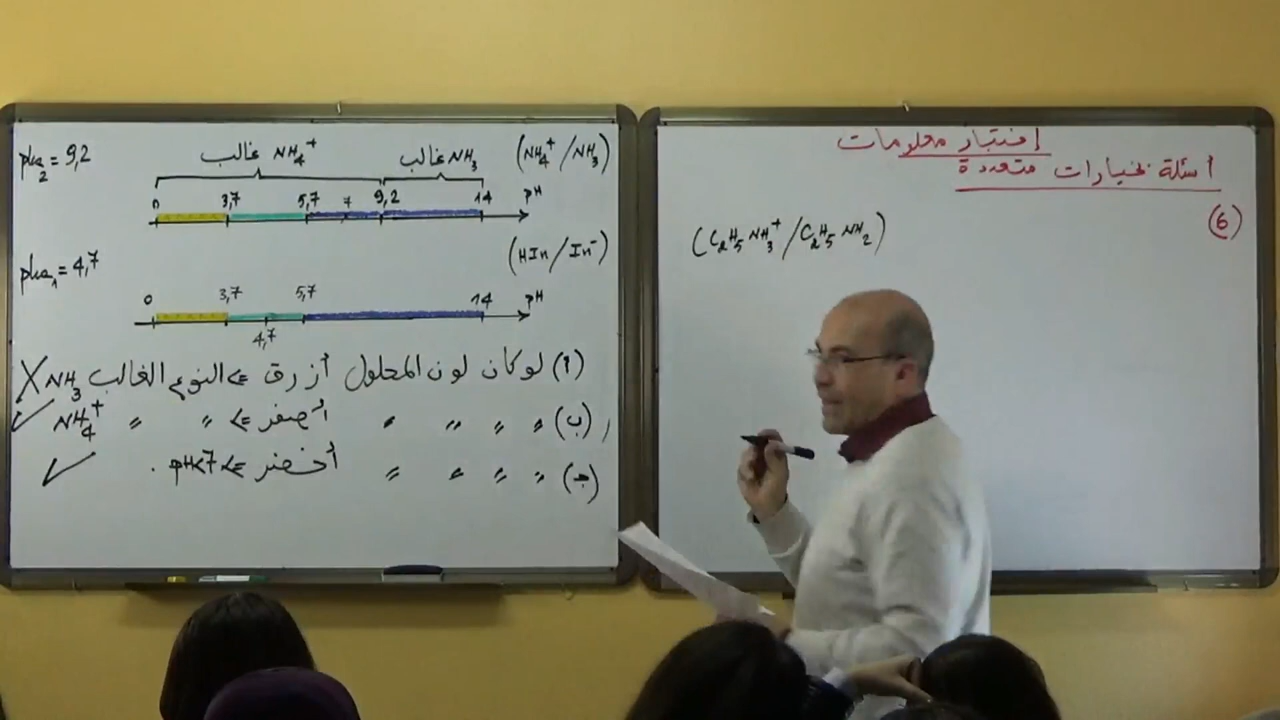 pka₂ = 9,2
NH₄⁺ غالب
NH₃ غالب
(NH₄⁺/NH₃)
0 3,7 5,7 7 9,2 14 pH
(HIn/In⁻)
pka₁ = 4,7
0 3,7 5,7 14 pH
4,7
(أ) لو كان لون المحلول أزرق => النوع الغالب NH₃ X
(ب) " " " " أصفر => " " NH₄⁺ ✓
(ج) " " " " أخضر => pH<7 . ✓
إختبار معلومات
أسئلة بخيارات متعددة
(6)
(C₂H₅NH₃⁺/C₂H₅NH₂)